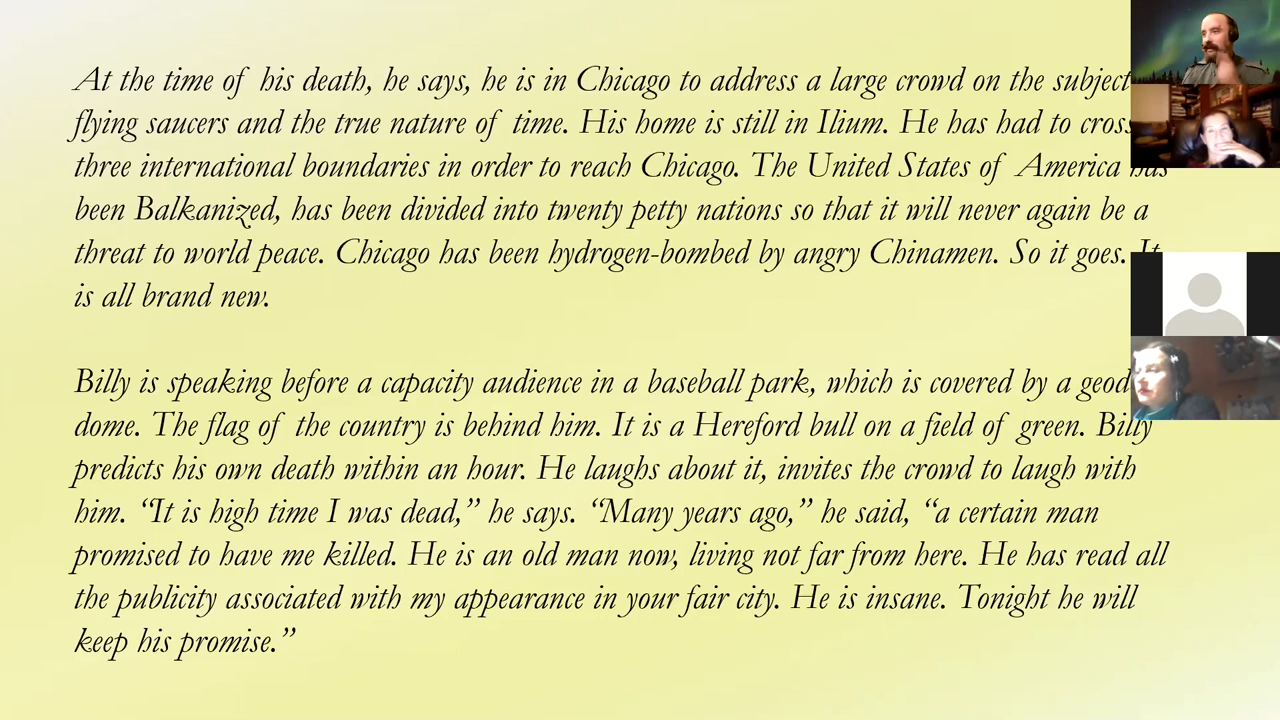 At the time of his death, he says, he is in Chicago to address a large crowd on the subject
flying saucers and the true nature of time. His home is still in Ilium. He has had to cross
three international boundaries in order to reach Chicago. The United States of America has
been Balkanized, has been divided into twenty petty nations so that it will never again be a
threat to world peace. Chicago has been hydrogen-bombed by angry Chinamen. So it goes. It
is all brand new.
Billy is speaking before a capacity audience in a baseball park, which is covered by a geod
dome. The flag of the country is behind him. It is a Hereford bull on a field of green. Billy
predicts his own death within an hour. He laughs about it, invites the crowd to laugh with
him. “It is high time I was dead,” he says. “Many years ago,” he said, “a certain man
promised to have me killed. He is an old man now, living not far from here. He has read all
the publicity associated with my appearance in your fair city. He is insane. Tonight he will
keep his promise.”